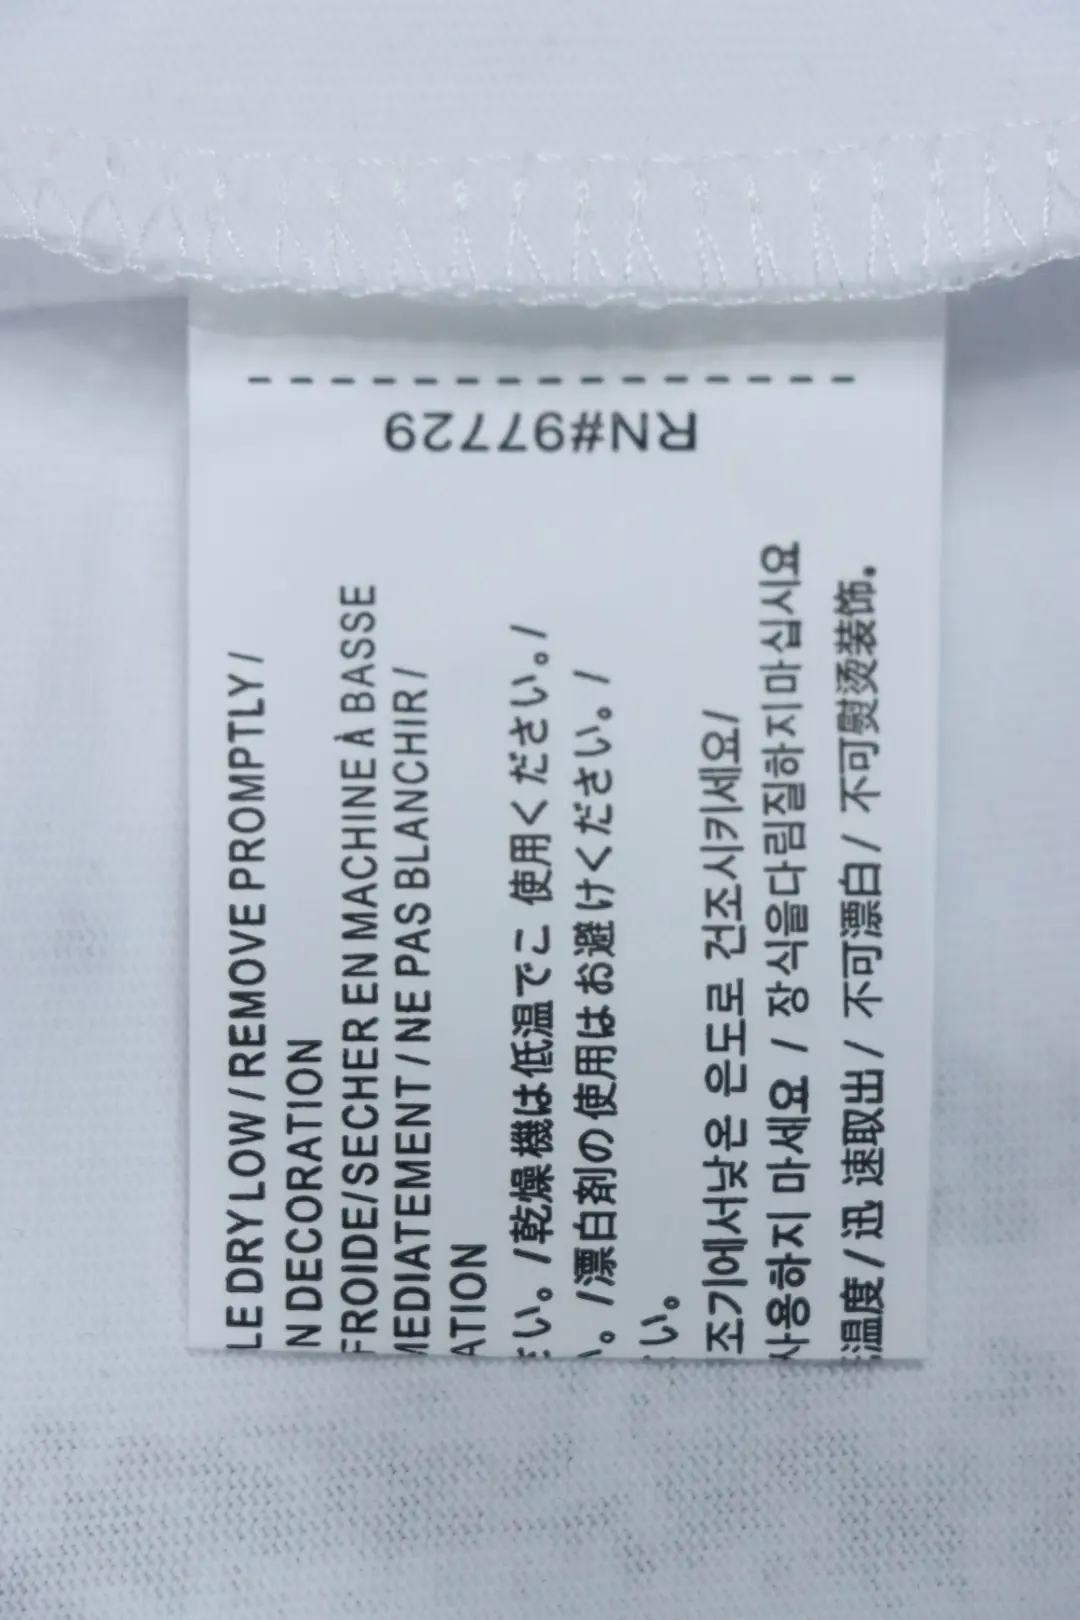 RN#97729
LE DRY LOW / REMOVE PROMPTLY /
N DECORATION
FROIDE/SECHER EN MACHINE À BASSE
MEDIATEMENT / NE PAS BLANCHIR /
ATION
さい。/乾燥機は低温でご 使用ください。/
い。/漂白剤の使用はお避けください。/
い。
조기에서낮은 온도로 건조시키세요/
사용하지 마세요 / 장식을다림질하지마십시요
温度 / 迅 速取出 / 不可漂白 / 不可熨烫装饰。